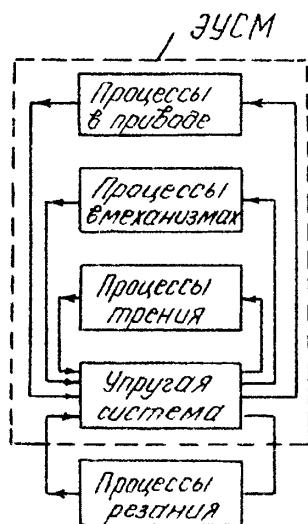 ЭУСМ
Процессы
в приводе
Процессы
в механизмах
Процессы
трения
Упругая
система
Процессы
резания